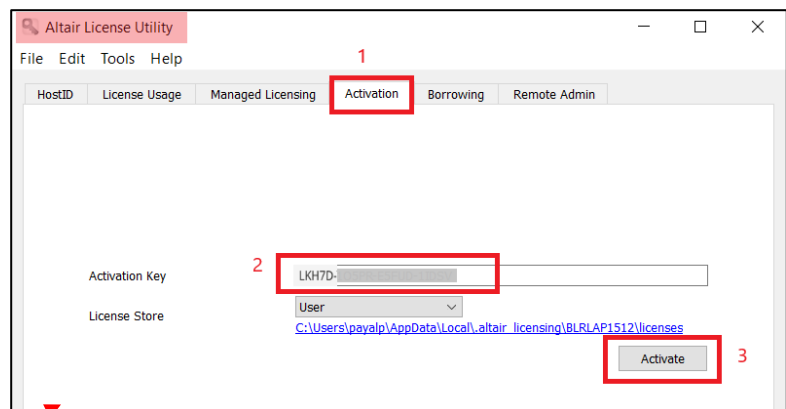 Altair License Utility
File Edit Tools Help
1
HostID License Usage Managed Licensing Activation Borrowing Remote Admin
2
Activation Key LKH7D-
License Store User
C:\Users\payalp\AppData\Local\.altair_licensing\BLRLAP1512\licenses
Activate 3